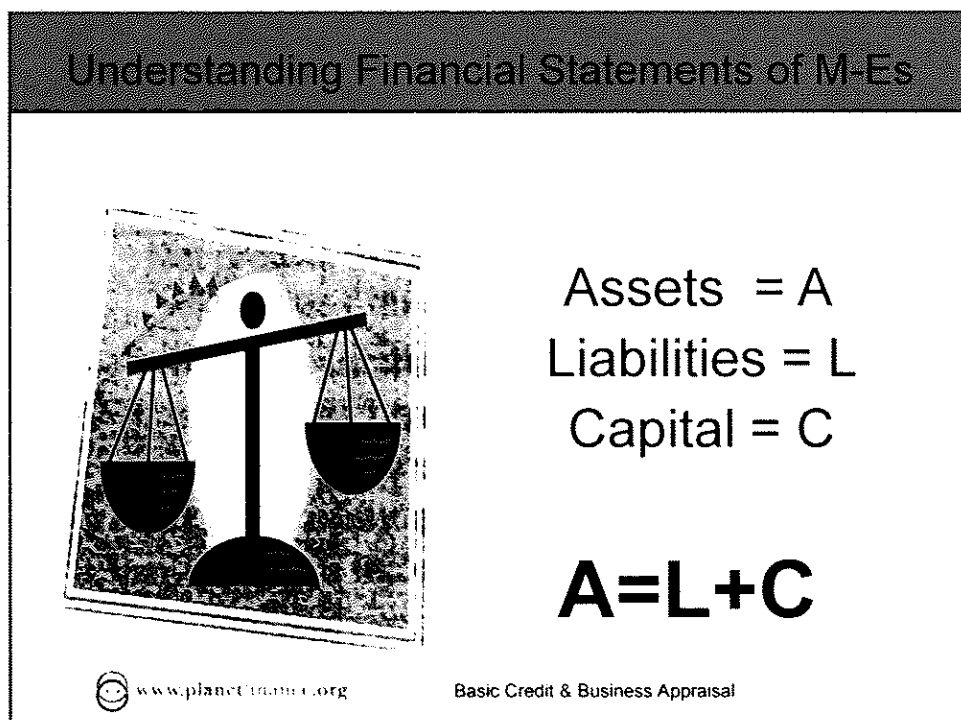 Understanding Financial Statements of M-Es
Assets = A
Liabilities = L
Capital = C
A=L+C
Basic Credit & Business Appraisal